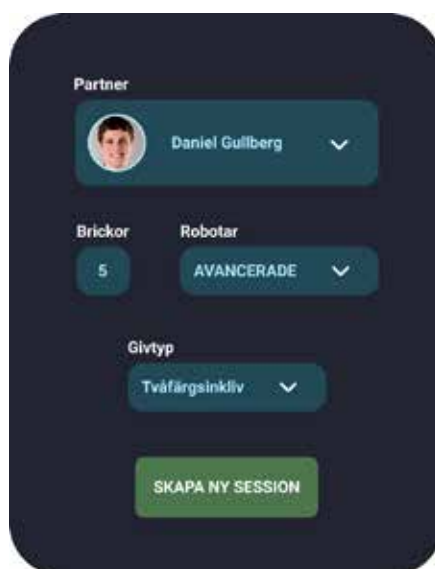 Partner
Daniel Gullberg
Brickor Robotar
5 AVANCERADE
Givtyp
Tvåfärgsinkliv
SKAPA NY SESSION